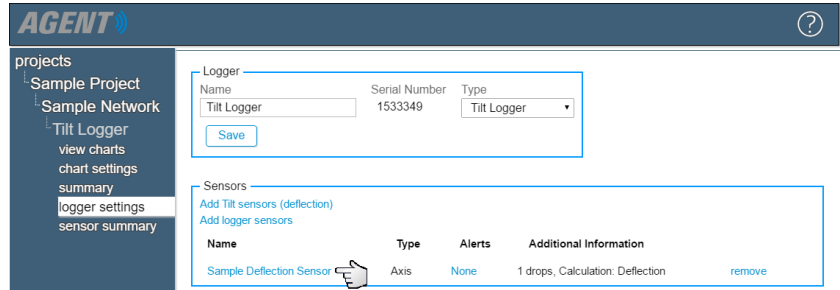 AGENT
?
projects
Sample Project
Sample Network
Tilt Logger
view charts
chart settings
summary
logger settings
sensor summary
Logger
Name Serial Number Type
Tilt Logger 1533349 Tilt Logger
Save
Sensors
Add Tilt sensors (deflection)
Add logger sensors
Name Type Alerts Additional Information
Sample Deflection Sensor Axis None 1 drops, Calculation: Deflection remove